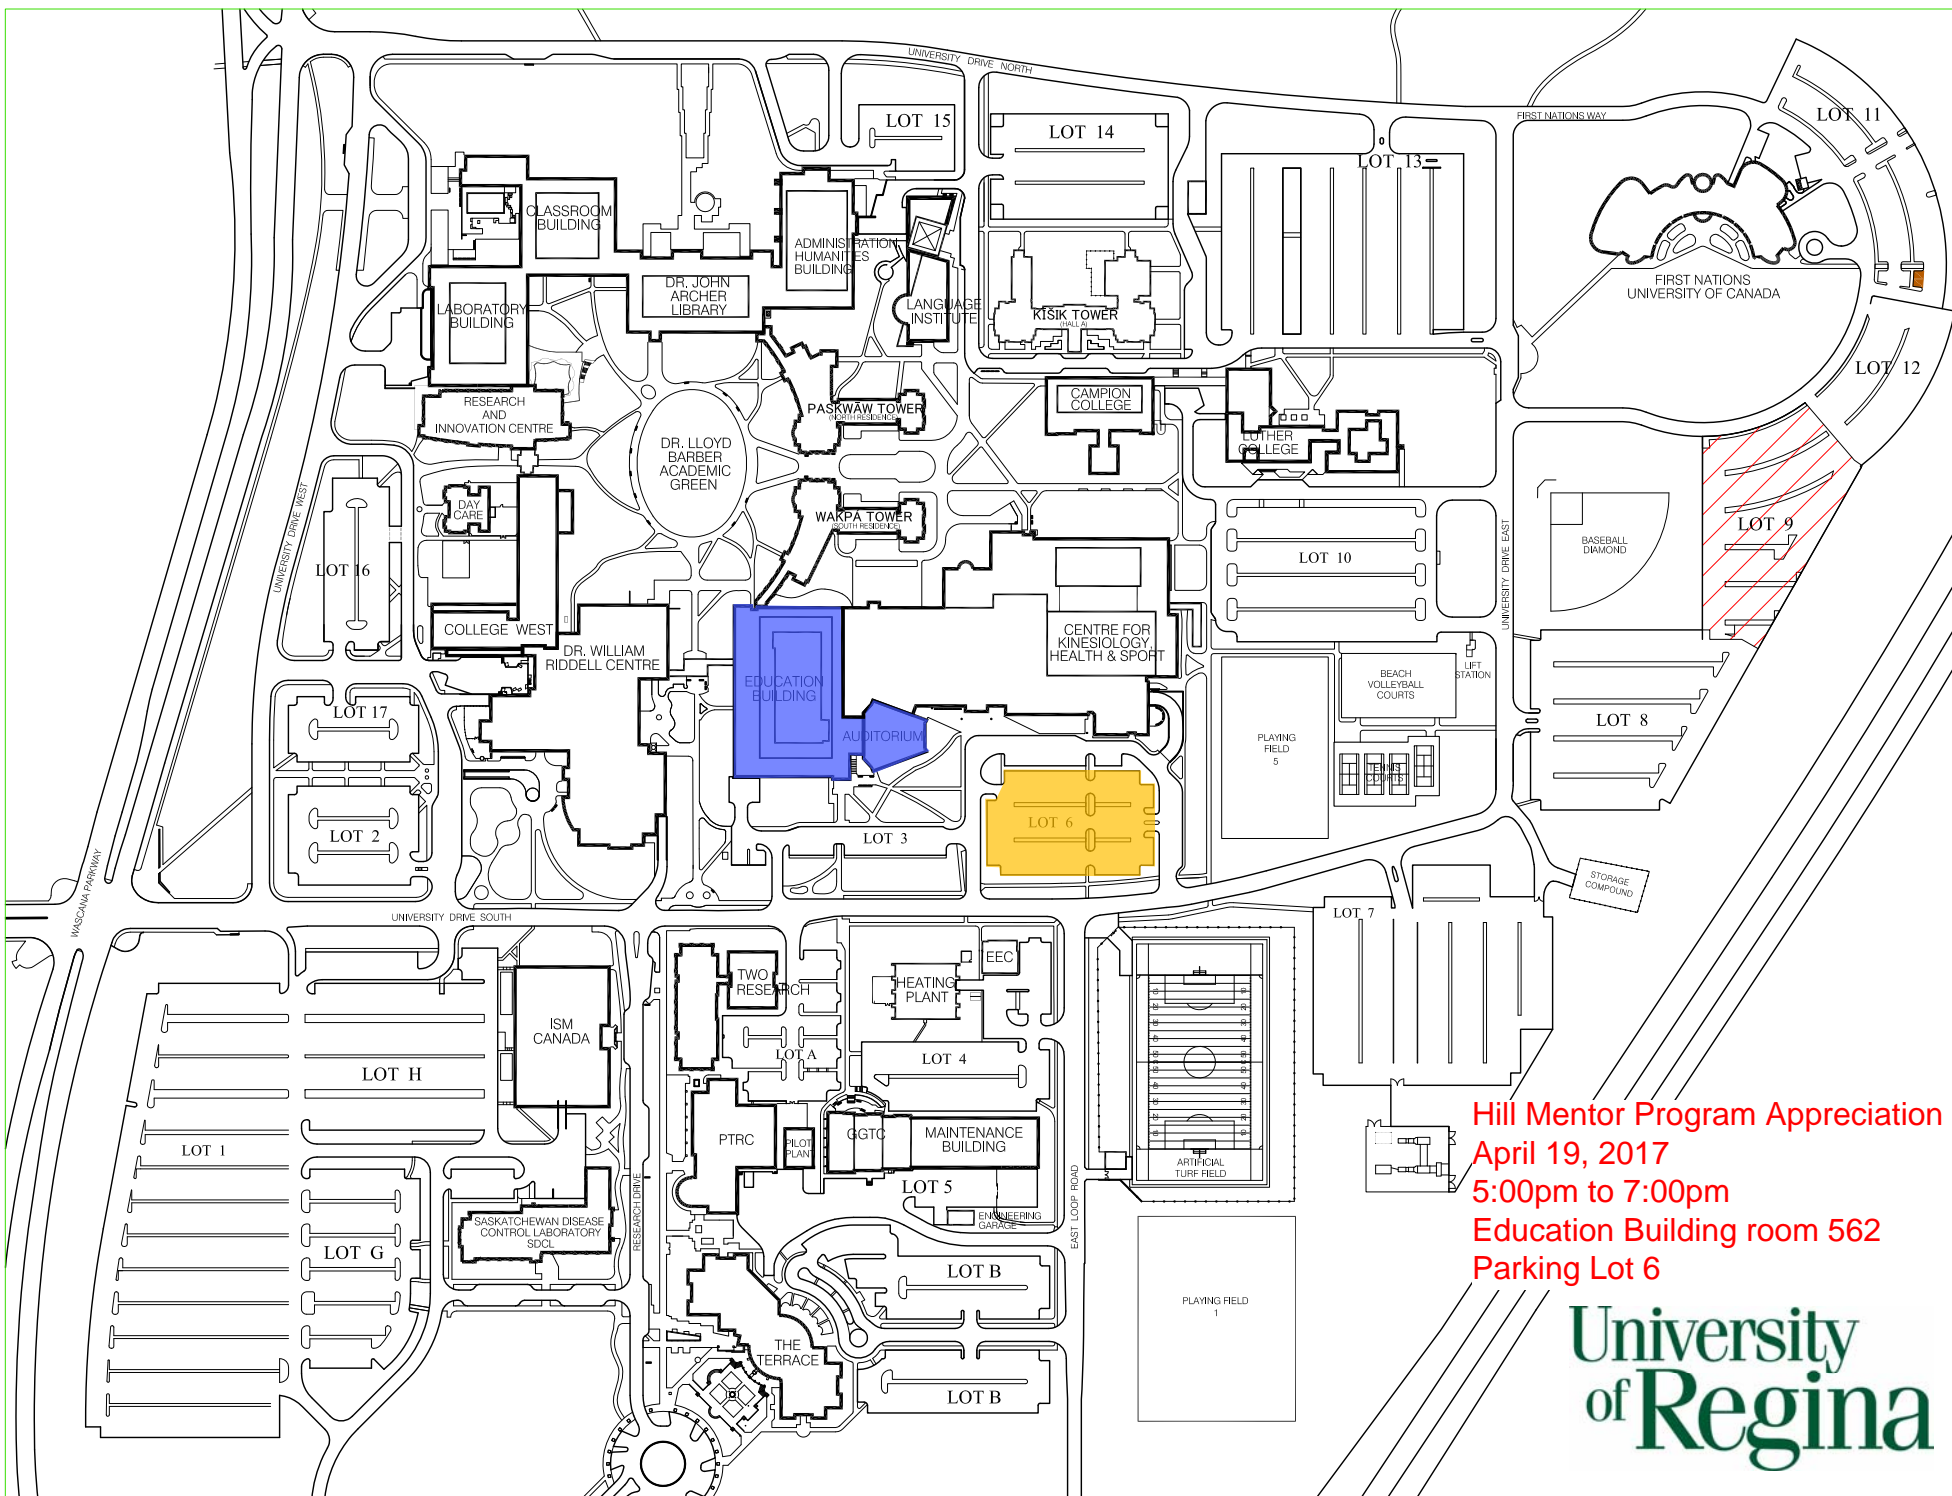 UNIVERSITY DRIVE NORTH
FIRST NATIONS WAY
LOT 11
LOT 15
LOT 14
LOT 13
CLASSROOM
BUILDING
ADMINISTRATION
HUMANITIES
BUILDING
DR. JOHN
ARCHER
LIBRARY
LABORATORY
BUILDING
LANGUAGE
INSTITUTE
KĪŠIK TOWER
(HALL A)
FIRST NATIONS
UNIVERSITY OF CANADA
LOT 12
RESEARCH
AND
INNOVATION CENTRE
PASKWĀW TOWER
(NORTH RESIDENCE)
CAMPION
COLLEGE
LUTHER
COLLEGE
DR. LLOYD
BARBER
ACADEMIC
GREEN
DAY
CARE
WAKPĀ TOWER
(SOUTH RESIDENCE)
UNIVERSITY DRIVE WEST
LOT 16
LOT 10
UNIVERSITY DRIVE EAST
BASEBALL
DIAMOND
LOT 9
COLLEGE WEST
DR. WILLIAM
RIDDELL CENTRE
EDUCATION
BUILDING
AUDITORIUM
CENTRE FOR
KINESIOLOGY,
HEALTH & SPORT
BEACH
VOLLEYBALL
COURTS
LIFT
STATION
LOT 8
LOT 17
PLAYING
FIELD
5
TENNIS
COURTS
LOT 2
LOT 3
LOT 6
WASCANA PARKWAY
UNIVERSITY DRIVE SOUTH
STORAGE
COMPOUND
LOT 7
TWO
RESEARCH
HEATING
PLANT
EEC
ISM
CANADA
LOT A
LOT 4
LOT H
LOT 1
PTRC
PILOT
PLANT
GGTC
MAINTENANCE
BUILDING
ARTIFICIAL
TURF FIELD
LOT 5
ENGINEERING
GARAGE
EAST LOOP ROAD
RESEARCH DRIVE
SASKATCHEWAN DISEASE
CONTROL LABORATORY
SDCL
LOT G
LOT B
PLAYING FIELD
1
THE
TERRACE
LOT B
Hill Mentor Program Appreciation
April 19, 2017
5:00pm to 7:00pm
Education Building room 562
Parking Lot 6
University
of Regina